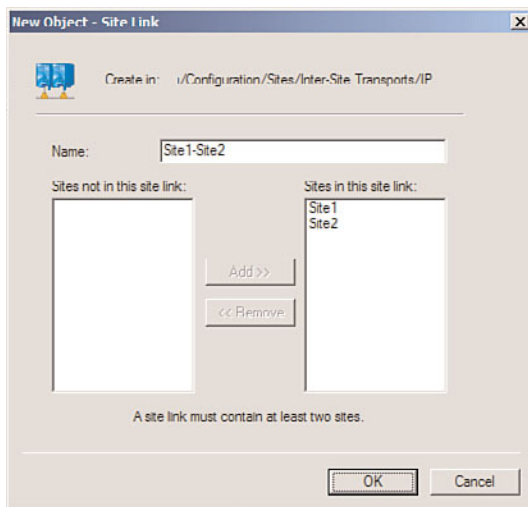 New Object - Site Link
Create in: ı/Configuration/Sites/Inter-Site Transports/IP
Name: Site1-Site2
Sites not in this site link:
Sites in this site link:
Site1
Site2
Add >>
<< Remove
A site link must contain at least two sites.
OK Cancel